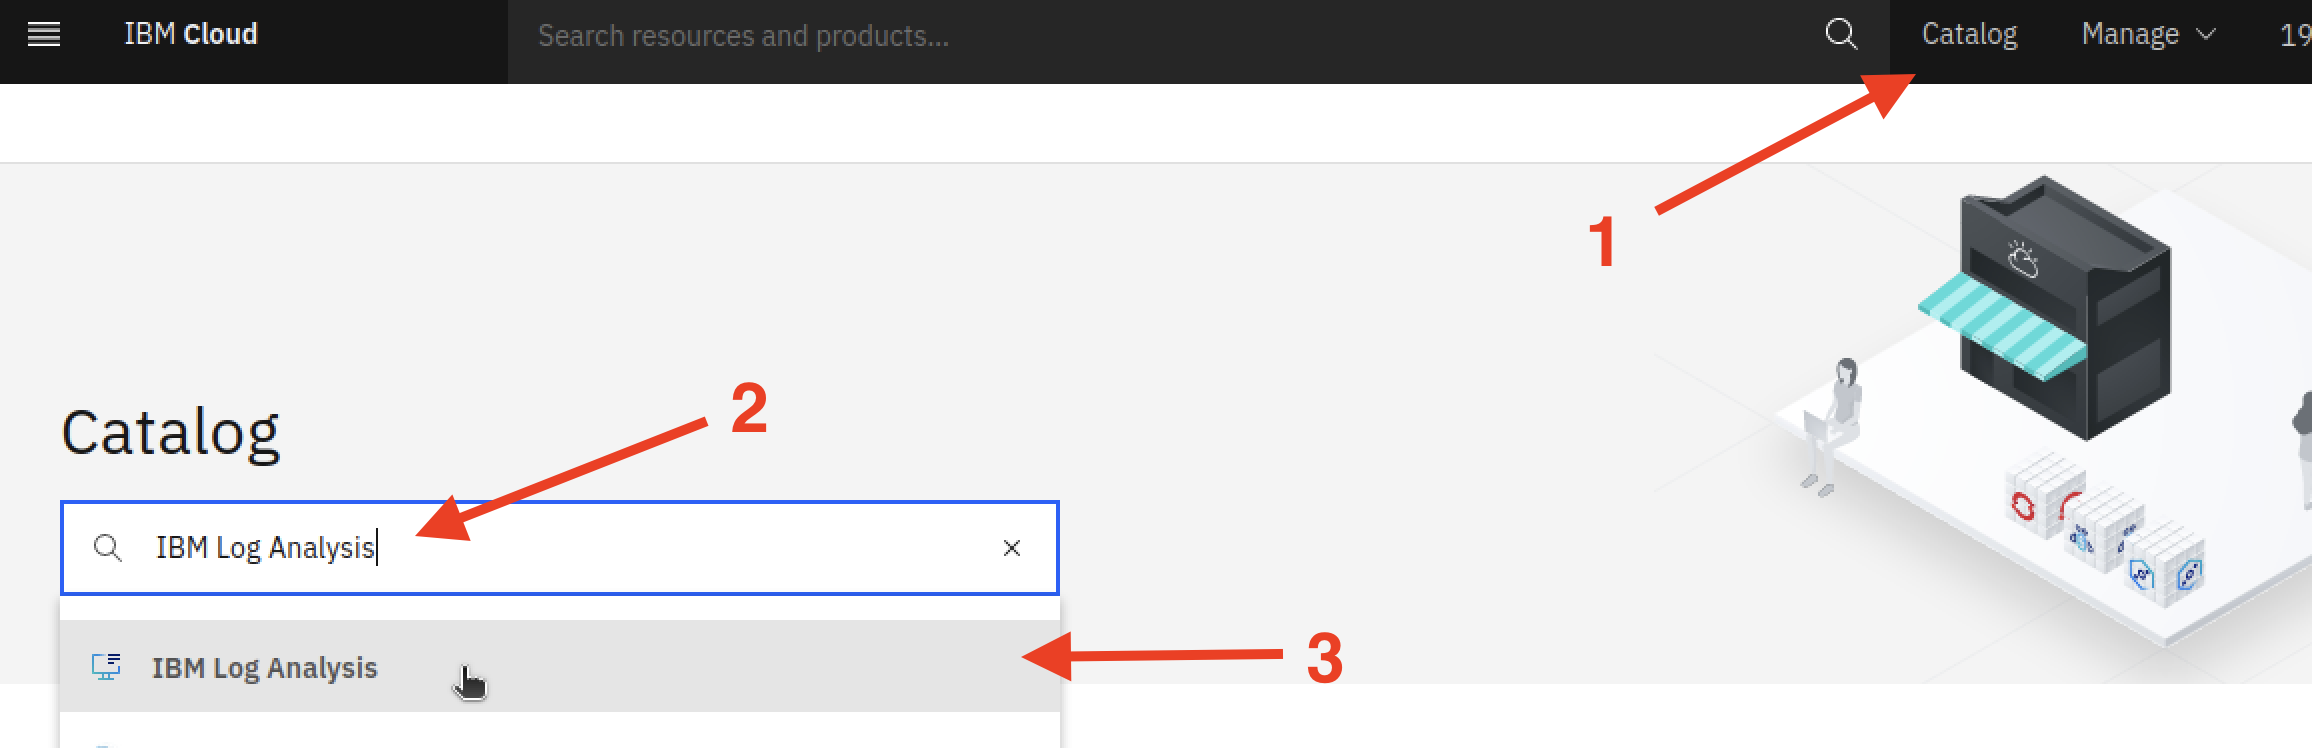 IBM Cloud
Search resources and products...
Catalog
Manage
19
1
2
Catalog
IBM Log Analysis
IBM Log Analysis
3